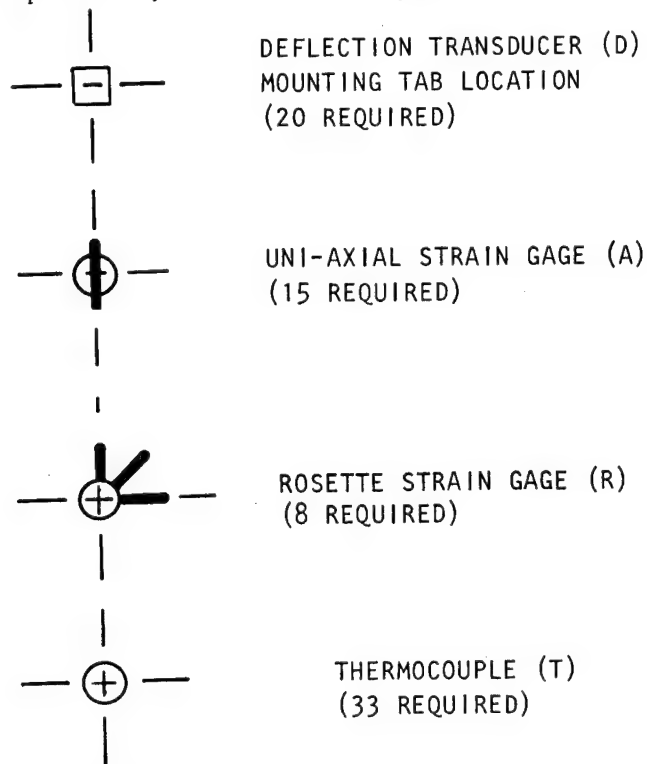 DEFLECTION TRANSDUCER (D)
MOUNTING TAB LOCATION
(20 REQUIRED)
UNI-AXIAL STRAIN GAGE (A)
(15 REQUIRED)
ROSETTE STRAIN GAGE (R)
(8 REQUIRED)
THERMOCOUPLE (T)
(33 REQUIRED)